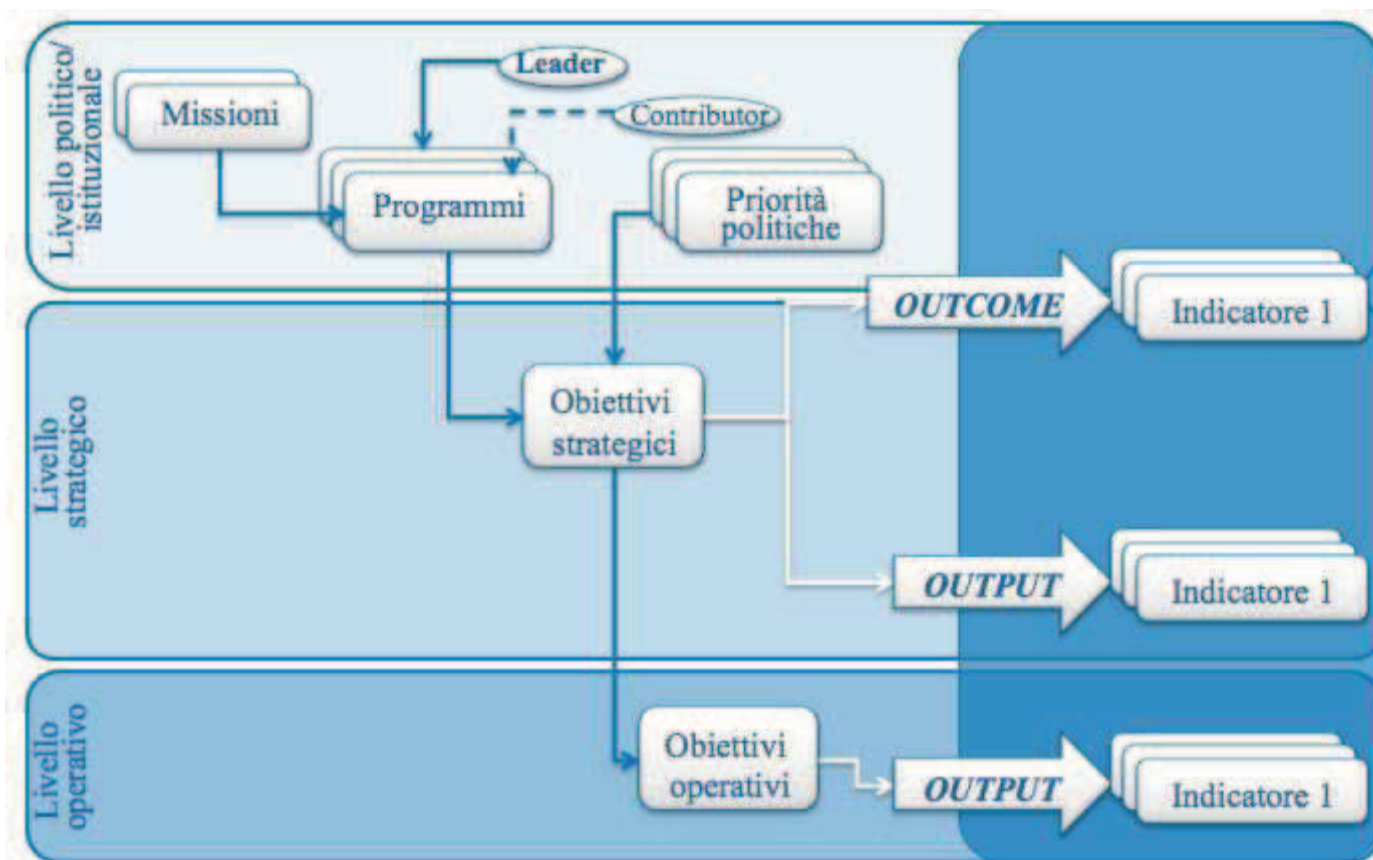 Livello politico/
istituzionale
Missioni
Leader
Contributor
Programmi
Priorità
politiche
OUTCOME
Indicatore 1
Livello
strategico
Obiettivi
strategici
OUTPUT
Indicatore 1
Livello
operativo
Obiettivi
operativi
OUTPUT
Indicatore 1